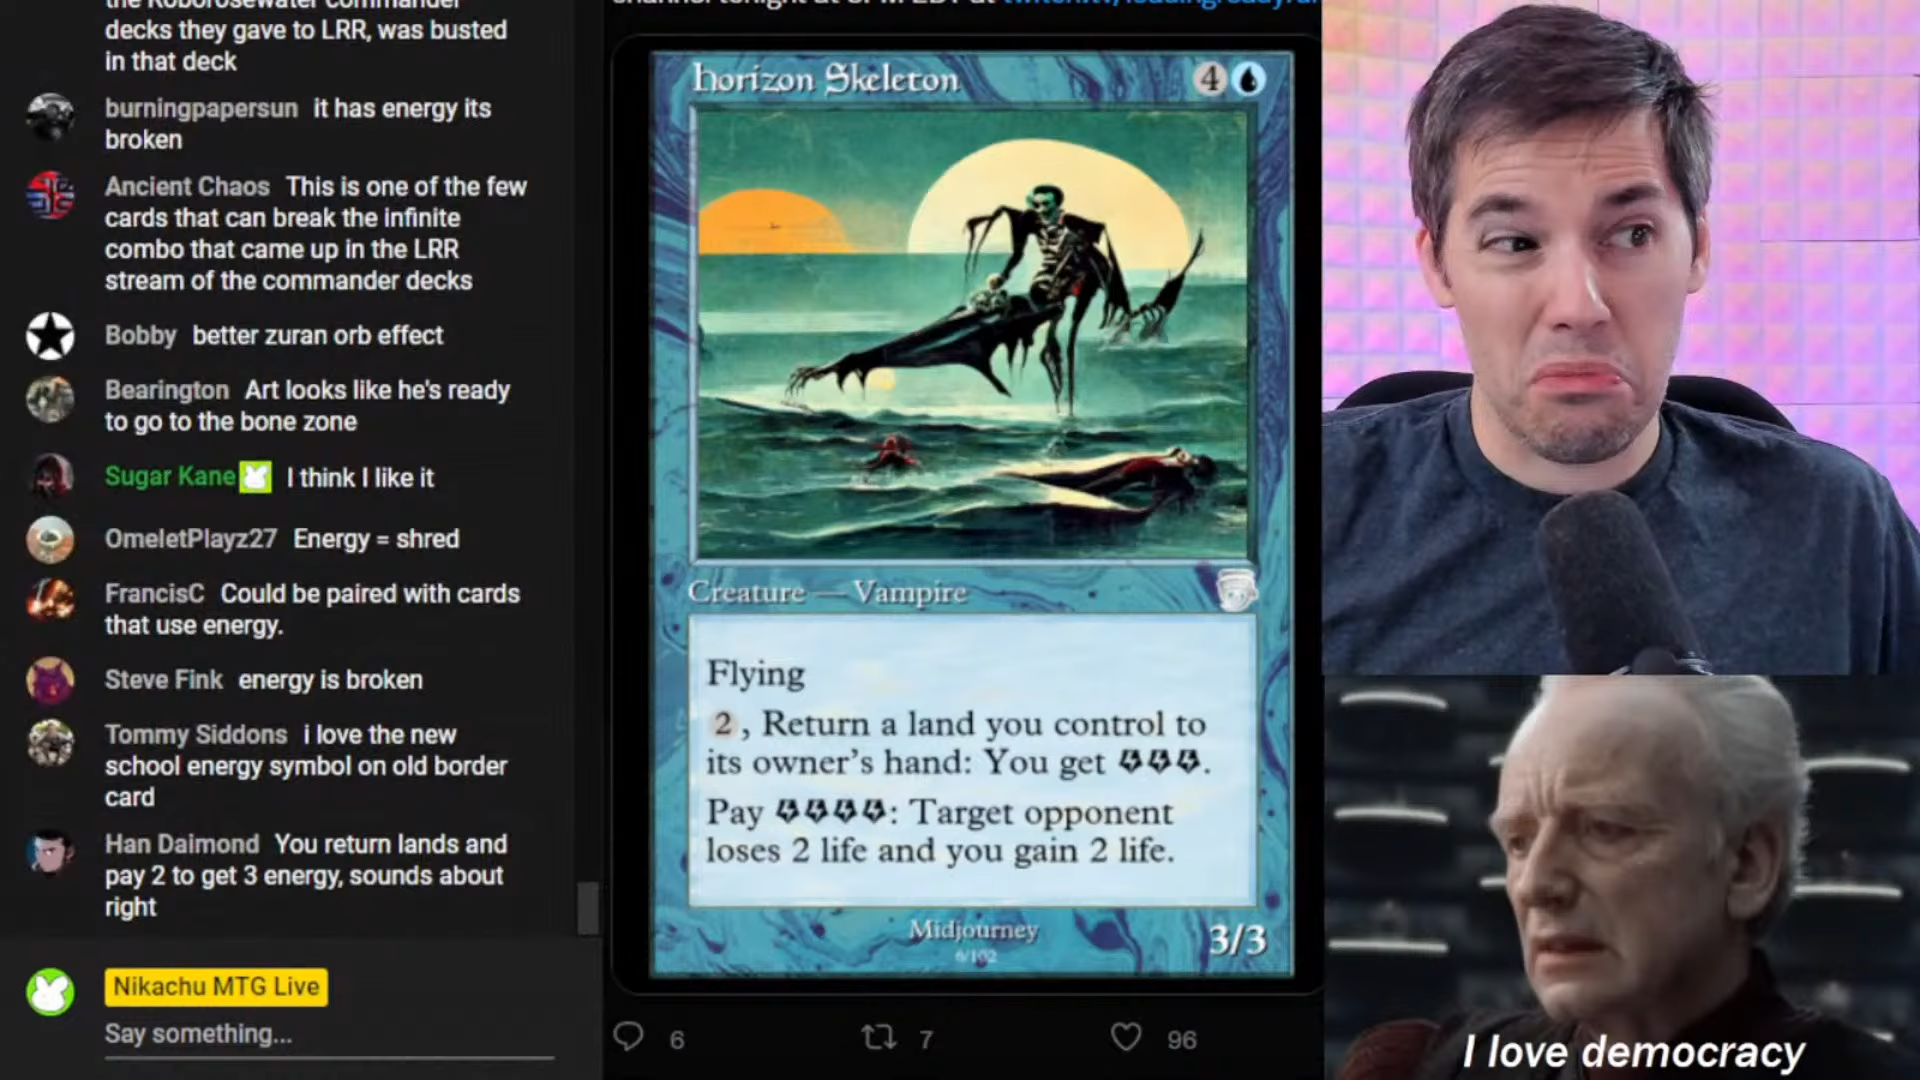 the Roborosewater commander
decks they gave to LRR, was busted
in that deck
burningpapersun it has energy its
broken
Ancient Chaos This is one of the few
cards that can break the infinite
combo that came up in the LRR
stream of the commander decks
Bobby better zuran orb effect
Bearington Art looks like he's ready
to go to the bone zone
Sugar Kane I think I like it
OmeletPlayz27 Energy = shred
FrancisC Could be paired with cards
that use energy.
Steve Fink energy is broken
Tommy Siddons i love the new
school energy symbol on old border
card
Han Daimond You return lands and
pay 2 to get 3 energy, sounds about
right
Nikachu MTG Live
Say something...
Horizon Skeleton 4
Creature — Vampire
Flying
2, Return a land you control to
its owner's hand: You get .
Pay : Target opponent
loses 2 life and you gain 2 life.
Midjourney
6/102
3/3
6 7 96
I love democracy